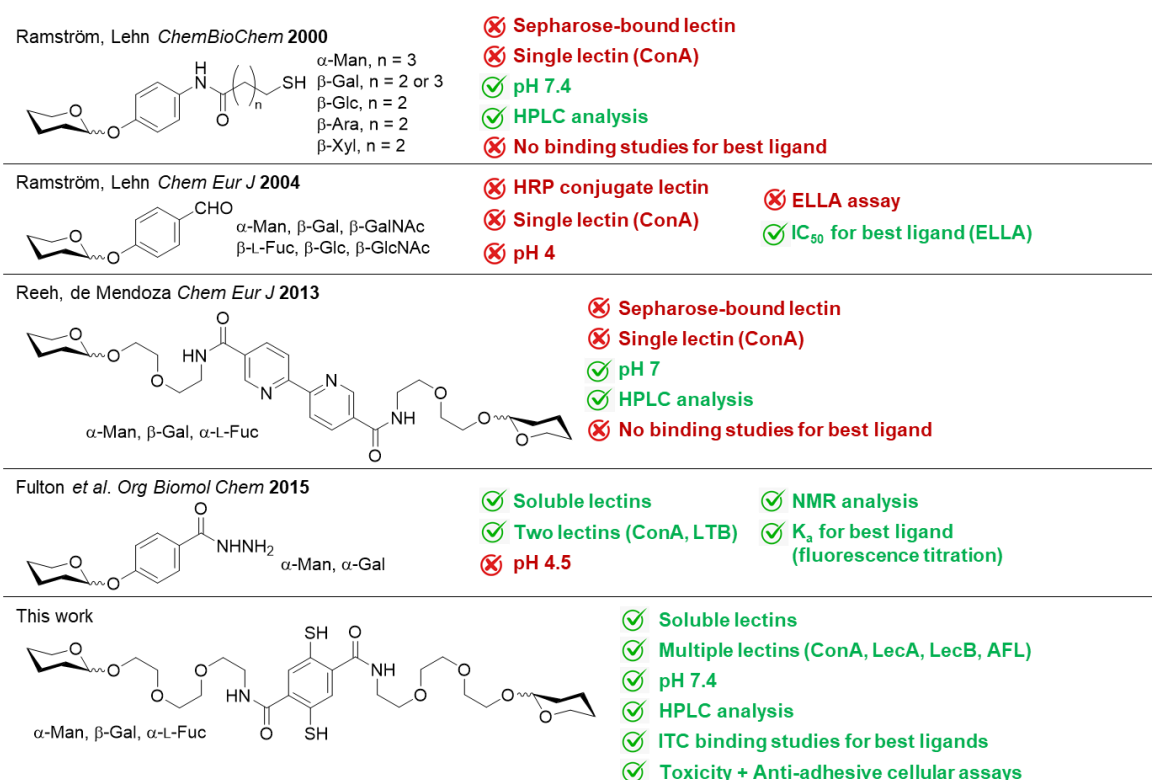 Ramström, Lehn ChemBioChem 2000
H
N
O
O
O
n
SH
α-Man, n = 3
β-Gal, n = 2 or 3
β-Glc, n = 2
β-Ara, n = 2
β-Xyl, n = 2
Sepharose-bound lectin
Single lectin (ConA)
pH 7.4
HPLC analysis
No binding studies for best ligand
Ramström, Lehn Chem Eur J 2004
O
O
CHO
α-Man, β-Gal, β-GalNAc
β-L-Fuc, β-Glc, β-GlcNAc
HRP conjugate lectin
Single lectin (ConA)
pH 4
ELLA assay
IC₅₀ for best ligand (ELLA)
Reeh, de Mendoza Chem Eur J 2013
O
O
O
O
HN
N
N
O
NH
O
O
O
α-Man, β-Gal, α-L-Fuc
Sepharose-bound lectin
Single lectin (ConA)
pH 7
HPLC analysis
No binding studies for best ligand
Fulton et al. Org Biomol Chem 2015
O
O
O
NHNH₂
α-Man, α-Gal
Soluble lectins
Two lectins (ConA, LTB)
pH 4.5
NMR analysis
Kₐ for best ligand
(fluorescence titration)
This work
O
O
O
O
HN
O
SH
SH
O
NH
O
O
O
O
α-Man, β-Gal, α-L-Fuc
Soluble lectins
Multiple lectins (ConA, LecA, LecB, AFL)
pH 7.4
HPLC analysis
ITC binding studies for best ligands
Toxicity + Anti-adhesive cellular assays